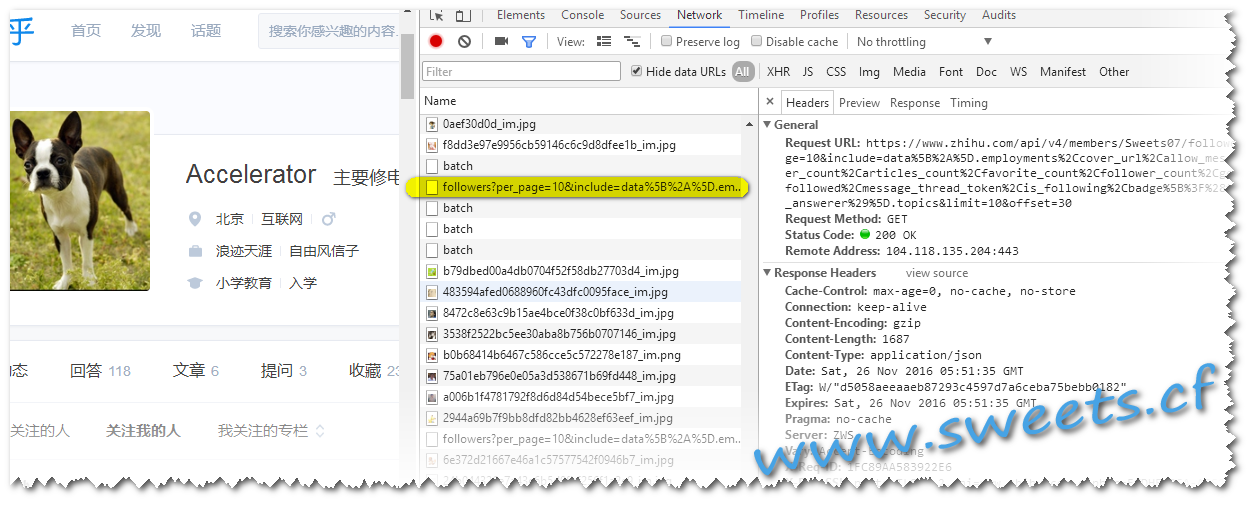 乎 首页 发现 话题 搜索你感兴趣的内容...
Accelerator 主要修电
北京 互联网
浪迹天涯 自由风信子
小学教育 入学
回答 118 文章 6 提问 3 收藏
关注的人 关注我的人 我关注的专栏
Elements Console Sources Network Timeline Profiles Resources Security Audits
View: Preserve log Disable cache No throttling
Filter Hide data URLs All XHR JS CSS Img Media Font Doc WS Manifest Other
Name
0aef30d0d_im.jpg
f8dd3e97e9956cb59146c6c9d8dfee1b_im.jpg
batch
followers?per_page=10&include=data%5B%2A%5D.em...
batch
batch
batch
b79dbed00a4db0704f52f58db27703d4_im.jpg
483594afed0688960fc43dfc0095face_im.jpg
8472c8e63c9b15ae4bce0f38c0bf633d_im.jpg
3538f2522bc5ee30aba8b756b0707146_im.jpg
b0b68414b6467c586cce5c572278e187_im.png
75a01eb796e0e05a3d538671b69fd448_im.jpg
a006b1f4781792f8d6d84d54bece5bf7_im.jpg
2944a69b7f9bb8dfd82bb4628ef63eef_im.jpg
followers?per_page=10&include=data%5B%2A%5D.em...
6e372d21667e46a1c57577542f0946b7_im.jpg
× Headers Preview Response Timing
General
Request URL: https://www.zhihu.com/api/v4/members/Sweets07/follow
ge=10&include=data%5B%2A%5D.employments%2Ccover_url%2Callow_mes
er_count%2Carticles_count%2Cfavorite_count%2Cfollower_count%2Cg
followed%2Cmessage_thread_token%2Cis_following%2Cbadge%5B%3F%28
_answerer%29%5D.topics&limit=10&offset=30
Request Method: GET
Status Code: 200 OK
Remote Address: 104.118.135.204:443
Response Headers view source
Cache-Control: max-age=0, no-cache, no-store
Connection: keep-alive
Content-Encoding: gzip
Content-Length: 1687
Content-Type: application/json
Date: Sat, 26 Nov 2016 05:51:35 GMT
ETag: W/"d5058aeeaaeb87293c4597d7a6ceba75bebb0182"
Expires: Sat, 26 Nov 2016 05:51:35 GMT
Pragma: no-cache
Server: ZWS
Vary: Accept-Encoding
X-Req-ID: 1FC89AA583922E6
www.sweets.cf